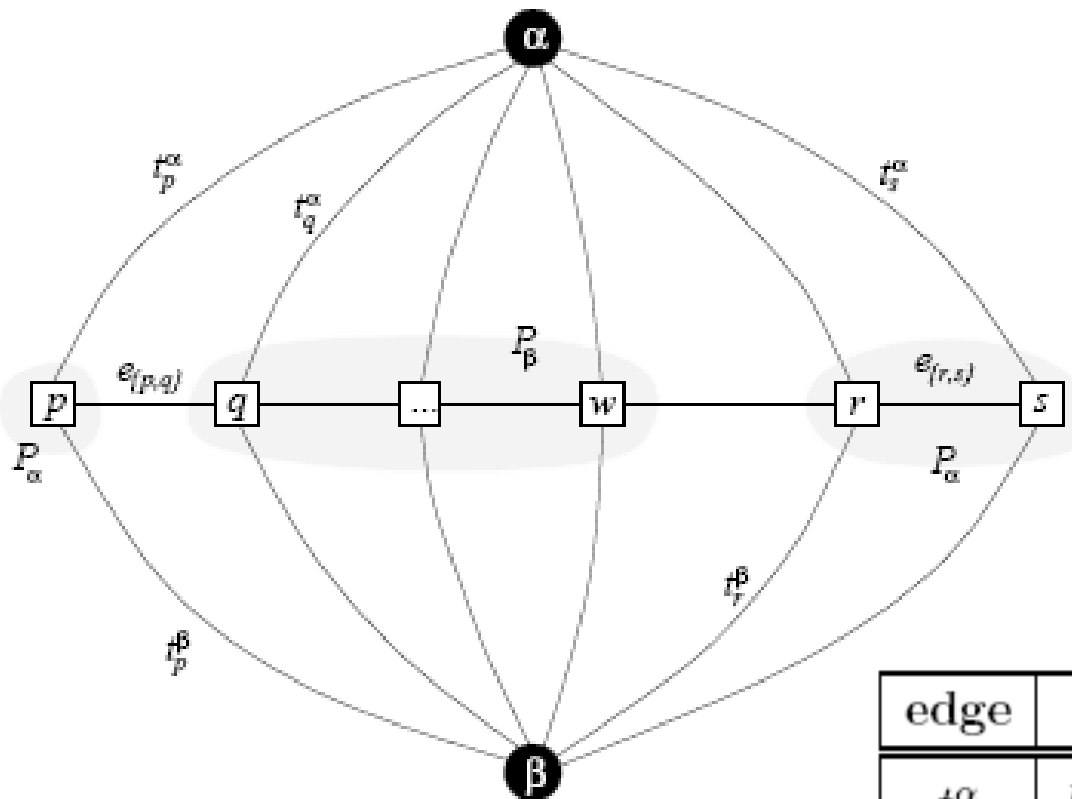 α
t_p^α
t_s^α
t_q^α
P_β
e_{p,q}
e_{r,s}
p q ... w r s
P_α
P_α
t_r^β
t_p^β
edge
β